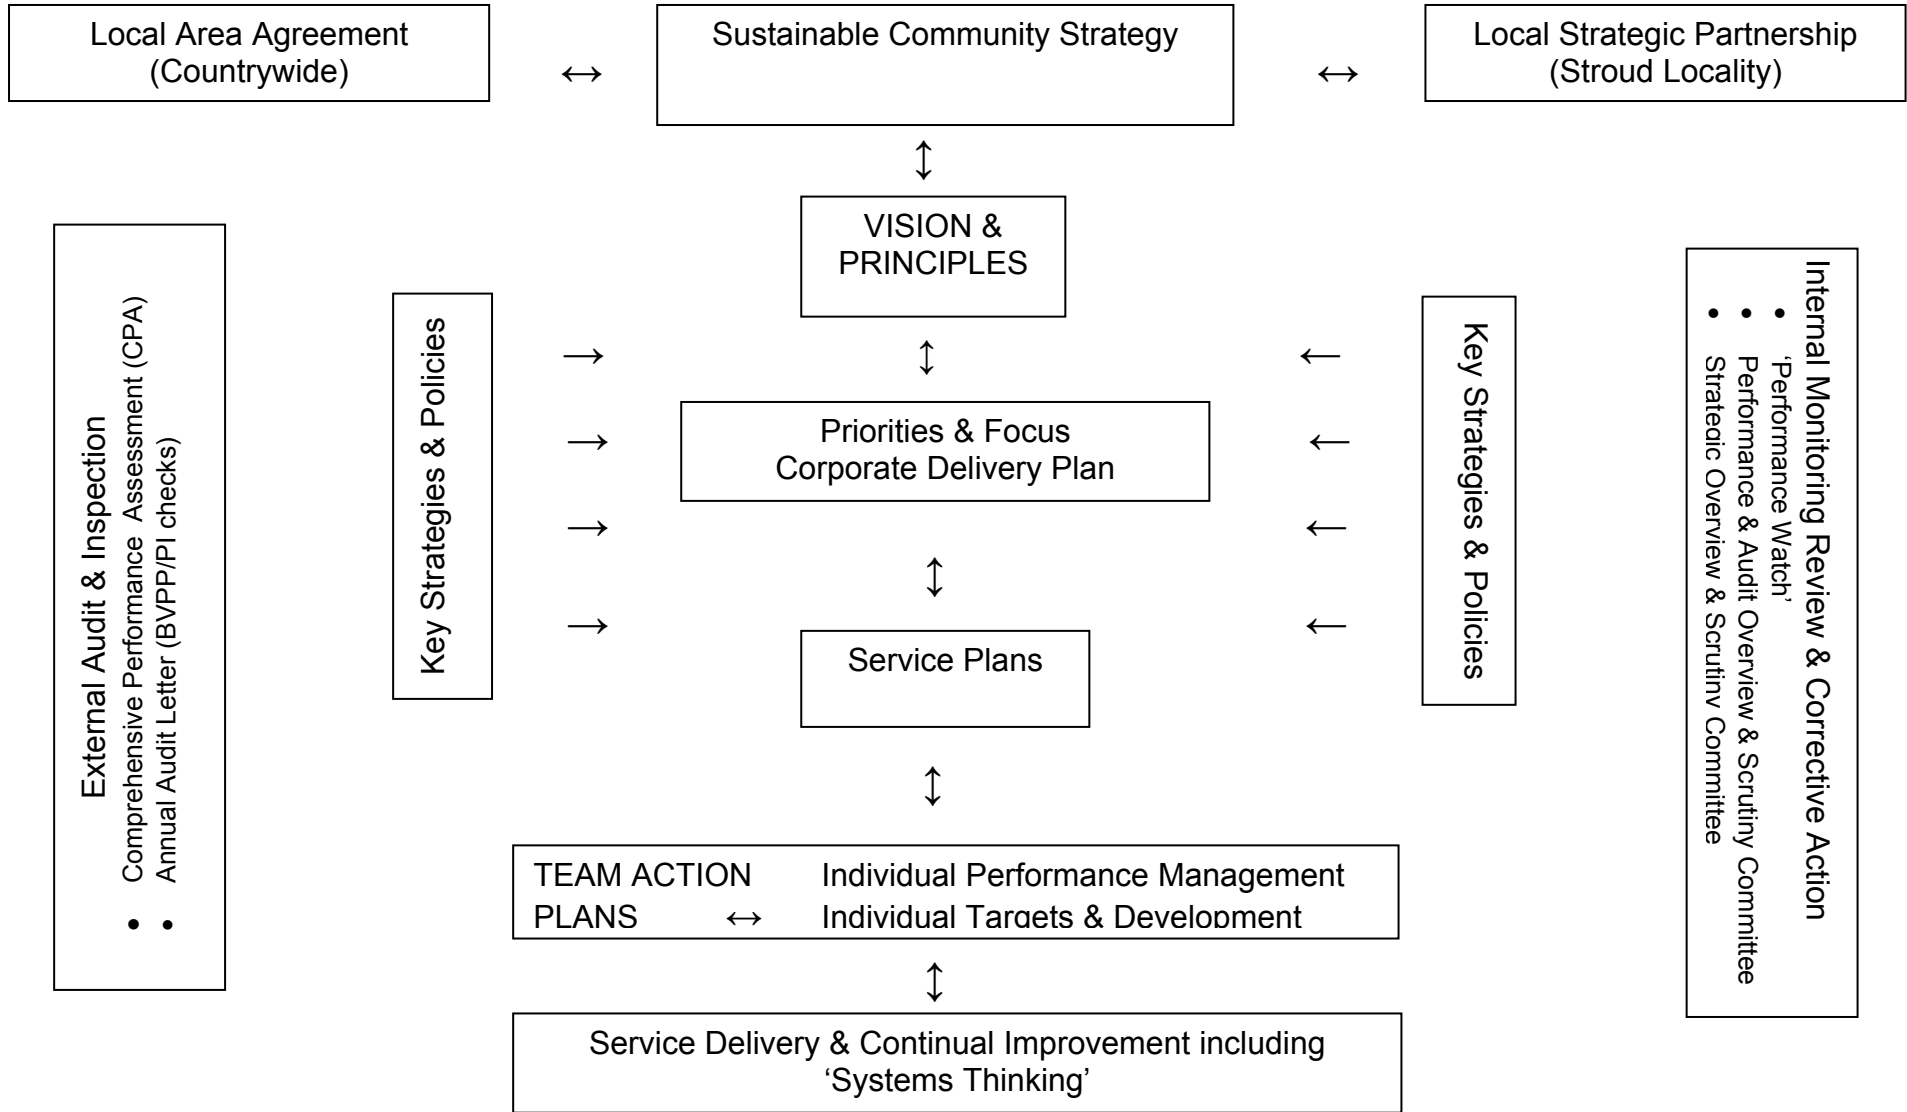 Local Area Agreement
(Countrywide)
↔
Sustainable Community Strategy
↔
Local Strategic Partnership
(Stroud Locality)
↕
VISION &
PRINCIPLES
↕
External Audit & Inspection
• Comprehensive Performance Assessment (CPA)
• Annual Audit Letter (BVPP/PI checks)
Key Strategies & Policies
→
→
→
→
Priorities & Focus
Corporate Delivery Plan
↕
Service Plans
←
←
←
←
Key Strategies & Policies
Internal Monitoring Review & Corrective Action
• ‘Performance Watch’
• Performance & Audit Overview & Scrutiny Committee
• Strategic Overview & Scrutiny Committee
↕
TEAM ACTION Individual Performance Management
PLANS ↔ Individual Targets & Development
↕
Service Delivery & Continual Improvement including
‘Systems Thinking’